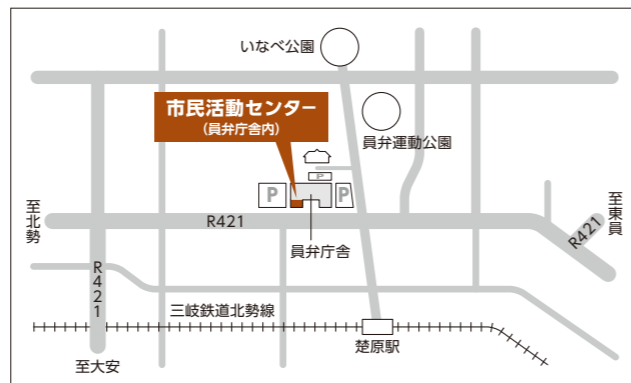 いなべ公園
市民活動センター
(員弁庁舎内)
員弁運動公園
P
P
P
至北勢
R421
員弁庁舎
至東員
R421
R421
三岐鉄道北勢線
楚原駅
至大安